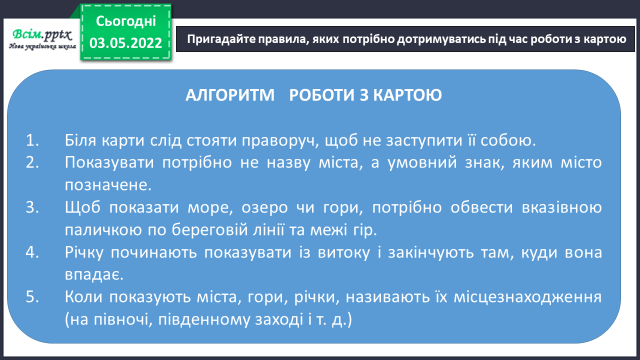 Всім.pptx
Нова українська школа
Сьогодні
03.05.2022
Пригадайте правила, яких потрібно дотримуватись під час роботи з картою
АЛГОРИТМ РОБОТИ З КАРТОЮ
1. Біля карти слід стояти праворуч, щоб не заступити її собою.
2. Показувати потрібно не назву міста, а умовний знак, яким місто
позначене.
3. Щоб показати море, озеро чи гори, потрібно обвести вказівною
паличкою по береговій лінії та межі гір.
4. Річку починають показувати із витоку і закінчують там, куди вона
впадає.
5. Коли показують міста, гори, річки, називають їх місцезнаходження
(на півночі, південному заході і т. д.)